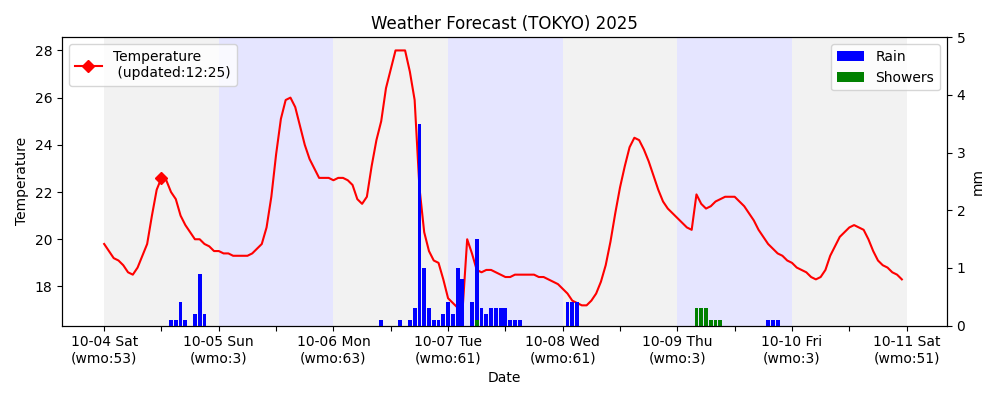 Weather Forecast (TOKYO) 2025
Temperature
(updated:12:25)
Rain
Showers
28
26
24
22
20
18
Temperature
5
4
3
2
1
0
mm
10-04 Sat
(wmo:53)
10-05 Sun
(wmo:3)
10-06 Mon
(wmo:63)
10-07 Tue
(wmo:61)
10-08 Wed
(wmo:61)
10-09 Thu
(wmo:3)
10-10 Fri
(wmo:3)
10-11 Sat
(wmo:51)
Date